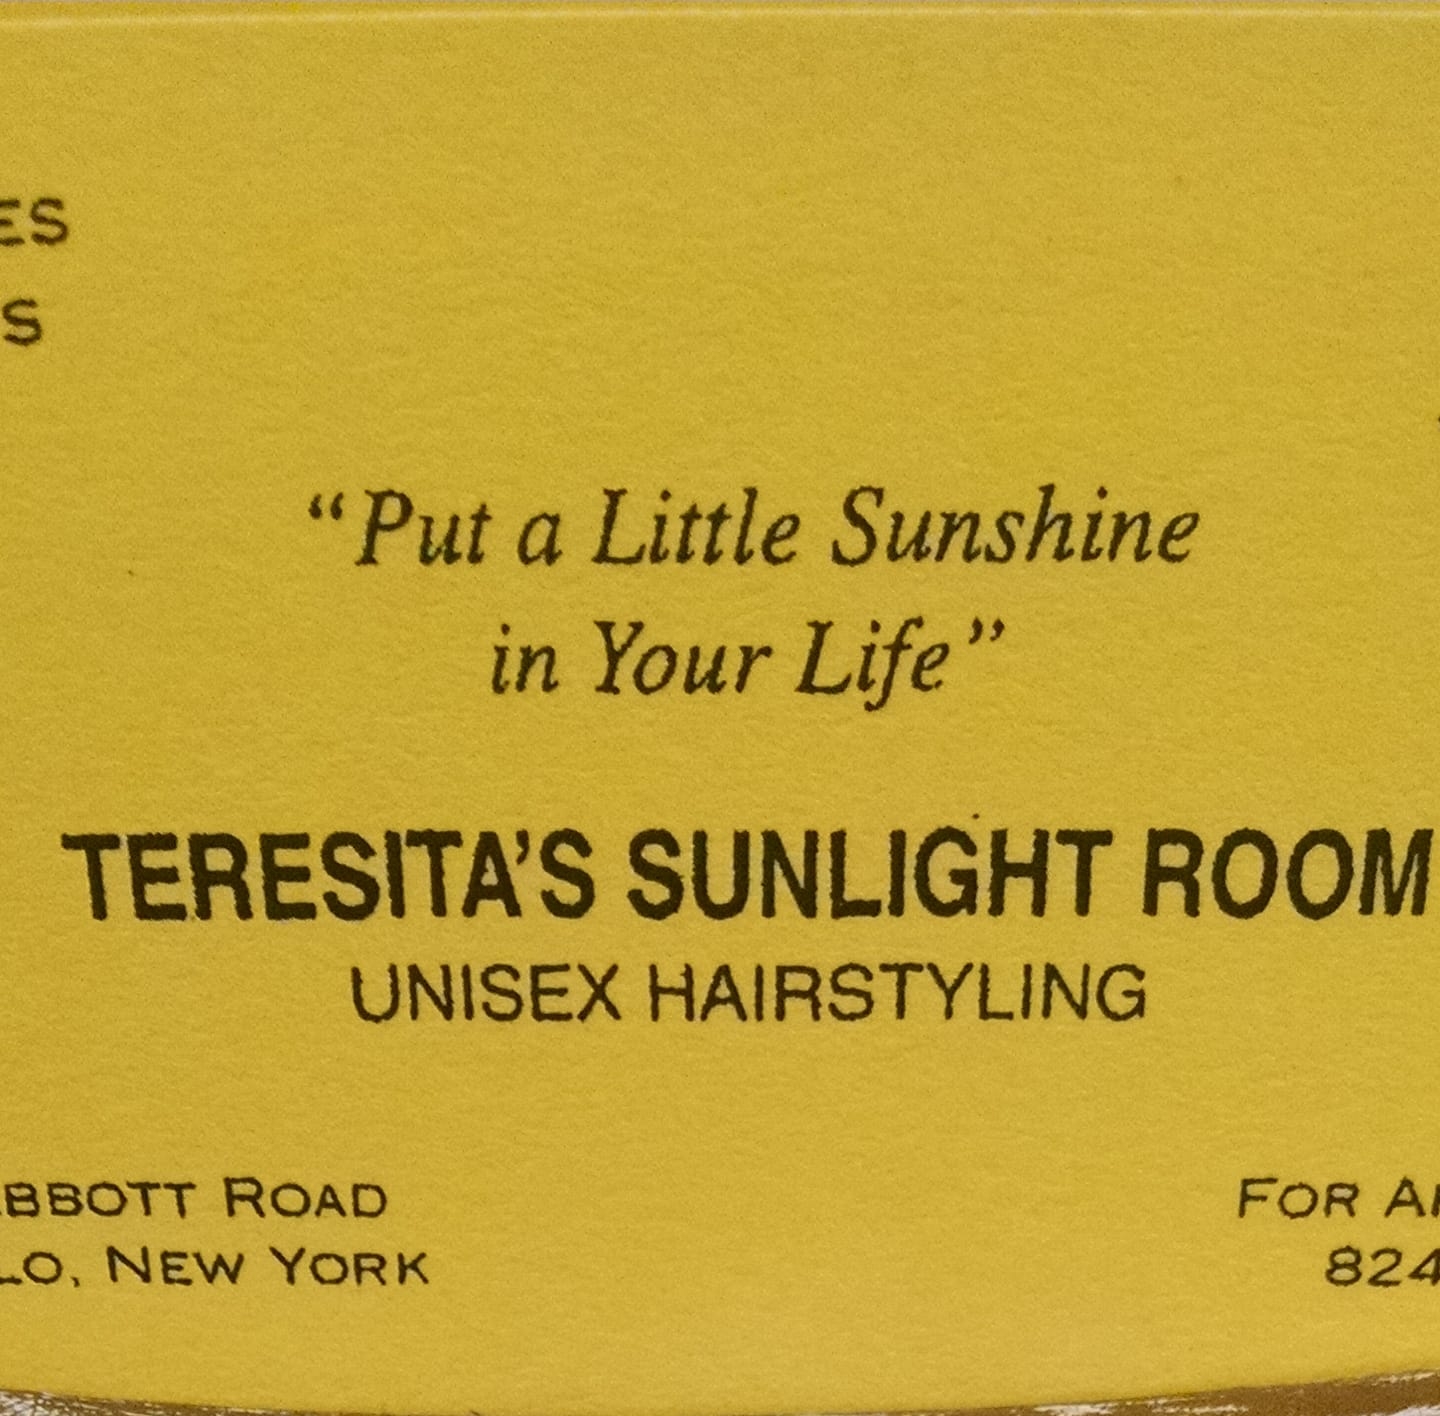 ES
S
“Put a Little Sunshine
in Your Life”
TERESITA'S SUNLIGHT ROOM
UNISEX HAIRSTYLING
BBOTT ROAD
LO, NEW YORK
FOR
824